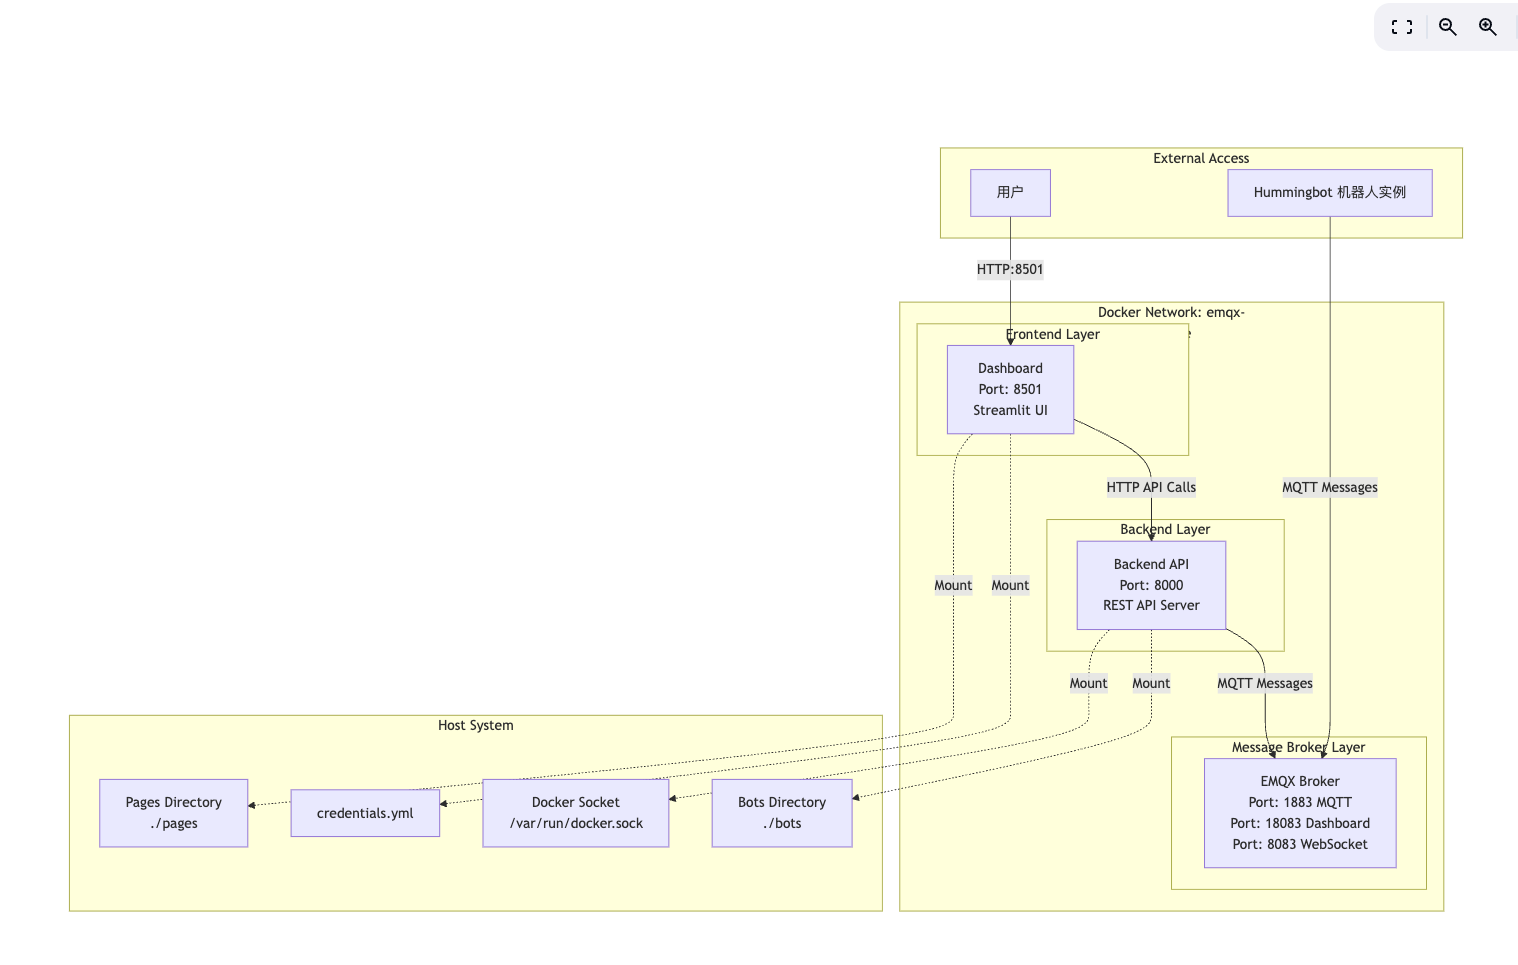 External Access
用户
Hummingbot 机器人实例
HTTP:8501
Docker Network: emqx-
Frontend Layer
Dashboard
Port: 8501
Streamlit UI
HTTP API Calls
MQTT Messages
Backend Layer
Backend API
Port: 8000
REST API Server
Mount
Mount
Mount
Mount
MQTT Messages
Host System
Pages Directory
./pages
credentials.yml
Docker Socket
/var/run/docker.sock
Bots Directory
./bots
Message Broker Layer
EMQX Broker
Port: 1883 MQTT
Port: 18083 Dashboard
Port: 8083 WebSocket